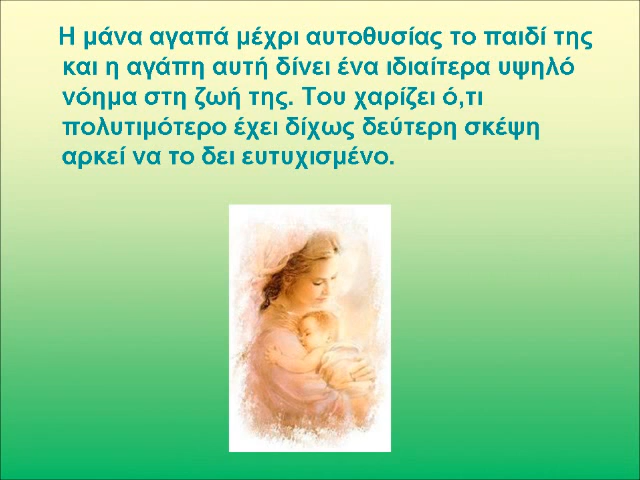 Η μάνα αγαπά μέχρι αυτοθυσίας το παιδί της
και η αγάπη αυτή δίνει ένα ιδιαίτερα υψηλό
νόημα στη ζωή της. Του χαρίζει ό,τι
πολυτιμότερο έχει δίχως δεύτερη σκέψη
αρκεί να το δει ευτυχισμένο.